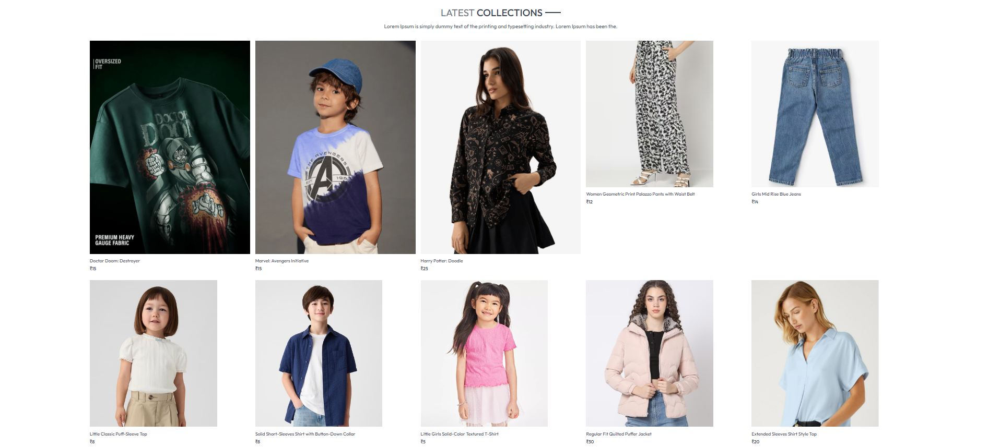 LATEST COLLECTIONS
Lorem Ipsum is simply dummy text of the printing and typesetting industry. Lorem Ipsum has been the.
OVERSIZED
FIT
DOCTOR
DOOM
PREMIUM HEAVY
GAUGE FABRIC
Doctor Doom: Destroyer
₹15
THE AVENGERS
EST.
A
Marvel: Avengers Initiative
₹15
Harry Potter: Doodle
₹25
Women Geometric Print Palazzo Pants with Waist Belt
₹12
Girls Mid Rise Blue Jeans
₹14
Little Classic Puff-Sleeve Top
₹8
Solid Short-Sleeves Shirt with Button-Down Collar
₹8
Little Girls Solid-Color Textured T-Shirt
₹5
Regular Fit Quilted Puffer Jacket
₹30
Extended Sleeves Shirt Style Top
₹20